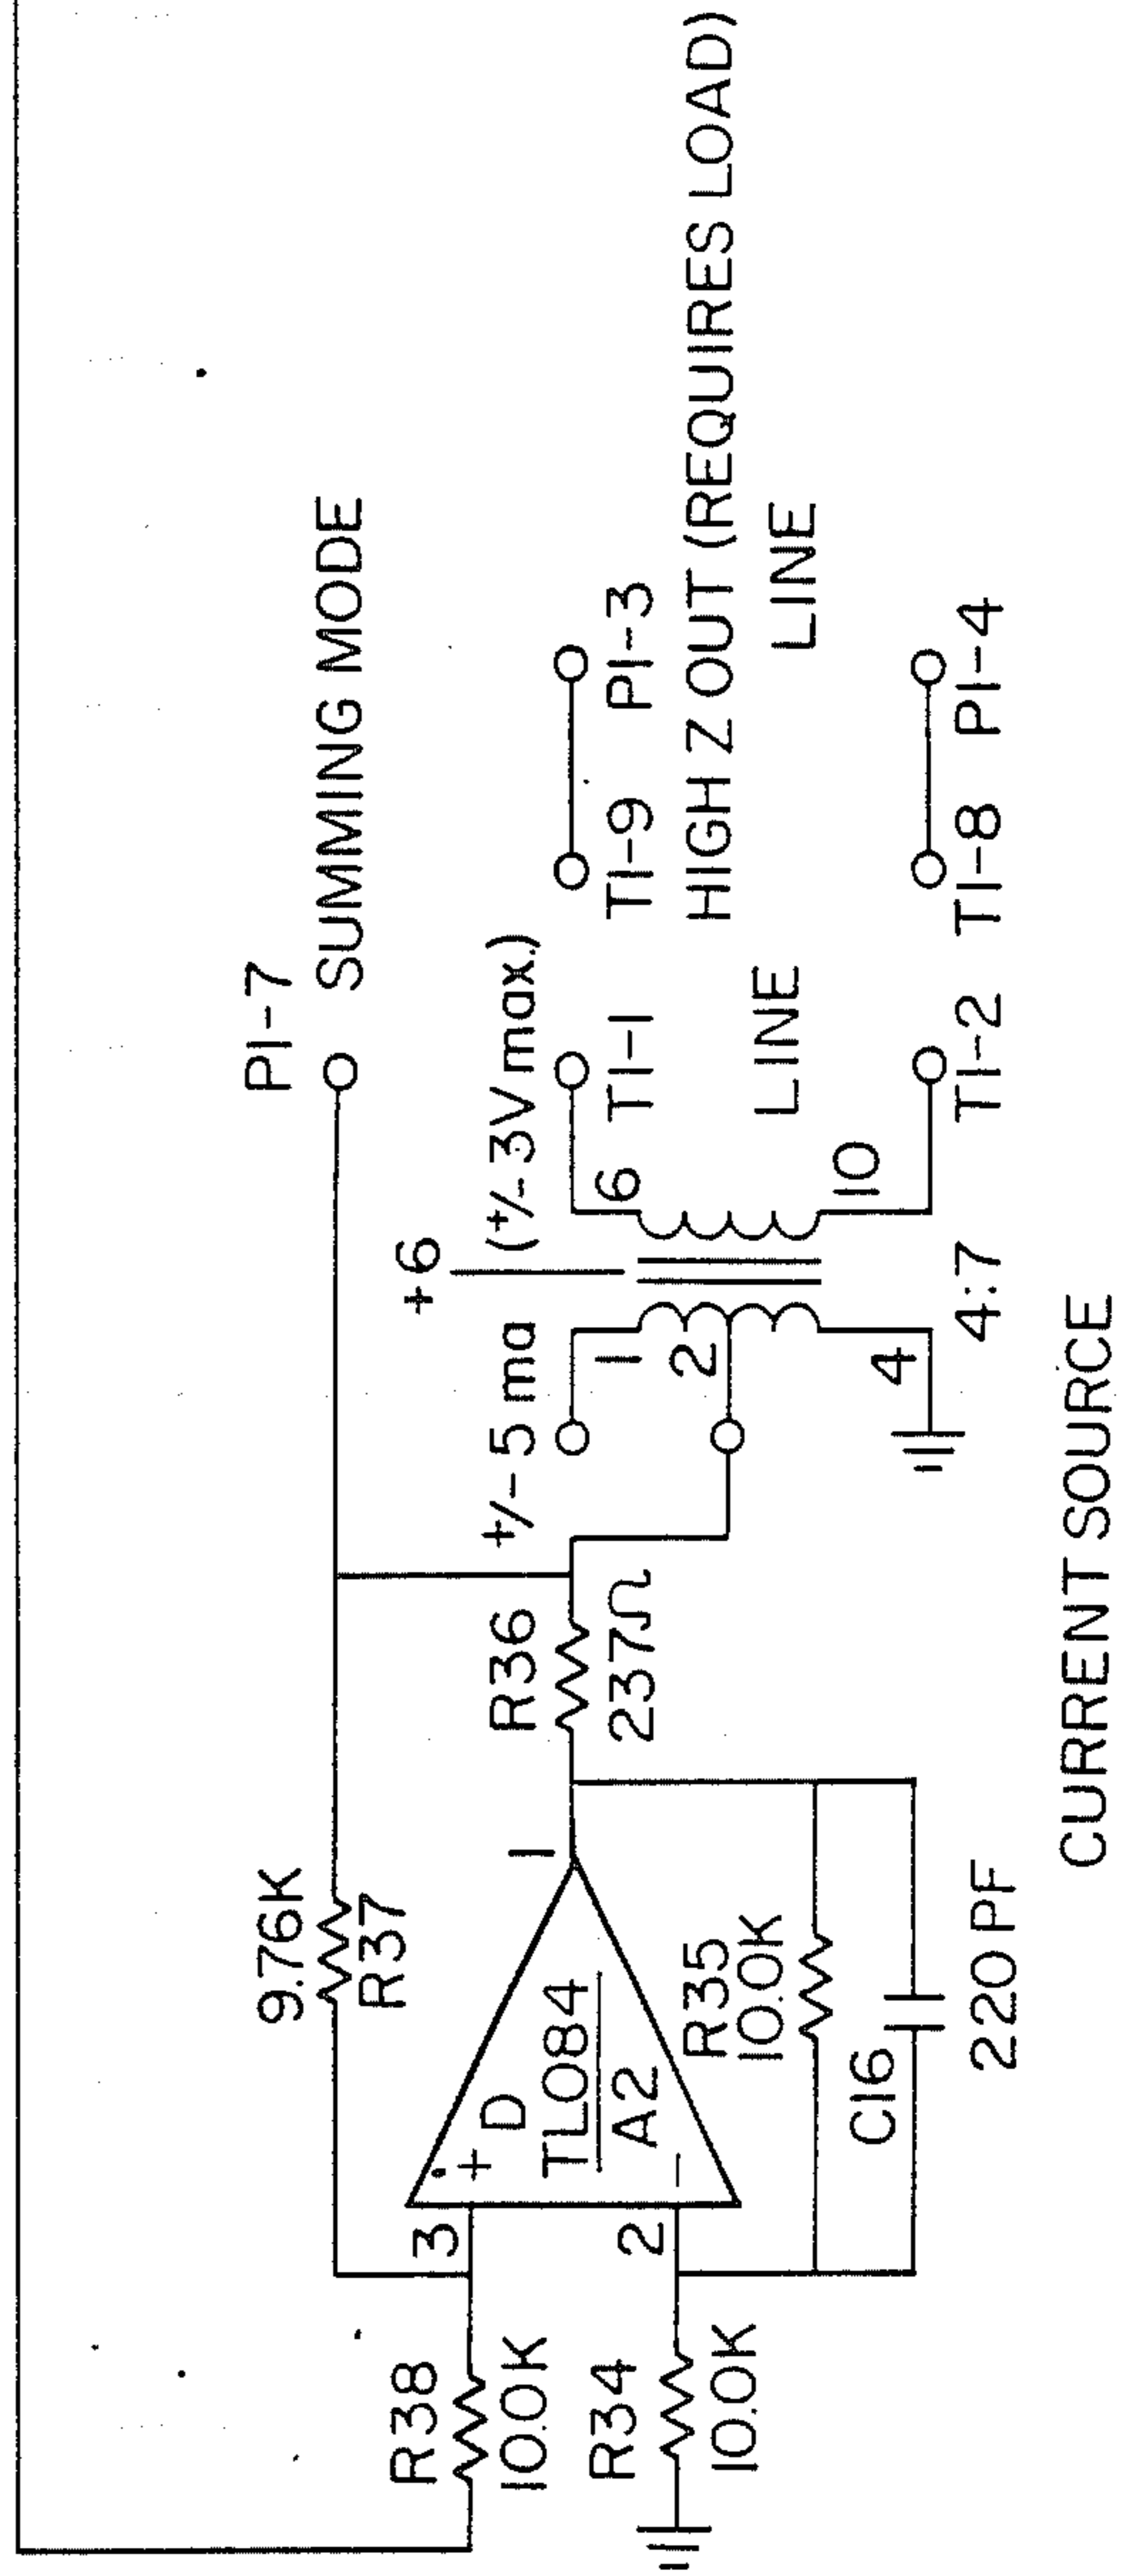 PI-7
SUMMING MODE
9.76K
R37
+6
+/- 5 ma
(+/- 3V max.)
R38
10.0K
3
+
D
TL084
A2
-
1
R36
237Ω
1
6
TI-1
TI-9
PI-3
HIGH Z OUT (REQUIRES LOAD)
R34
10.0K
2
R35
10.0K
2
LINE
LINE
C16
220 PF
4
10
4:7
TI-2
TI-8
PI-4
CURRENT SOURCE